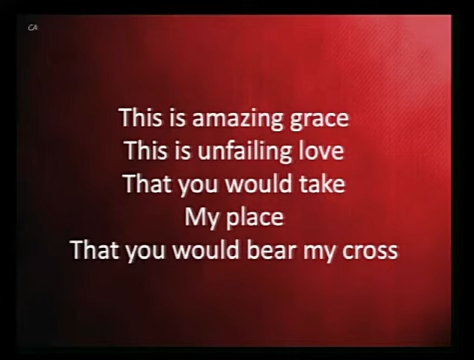 CA
This is amazing grace
This is unfailing love
That you would take
My place
That you would bear my cross